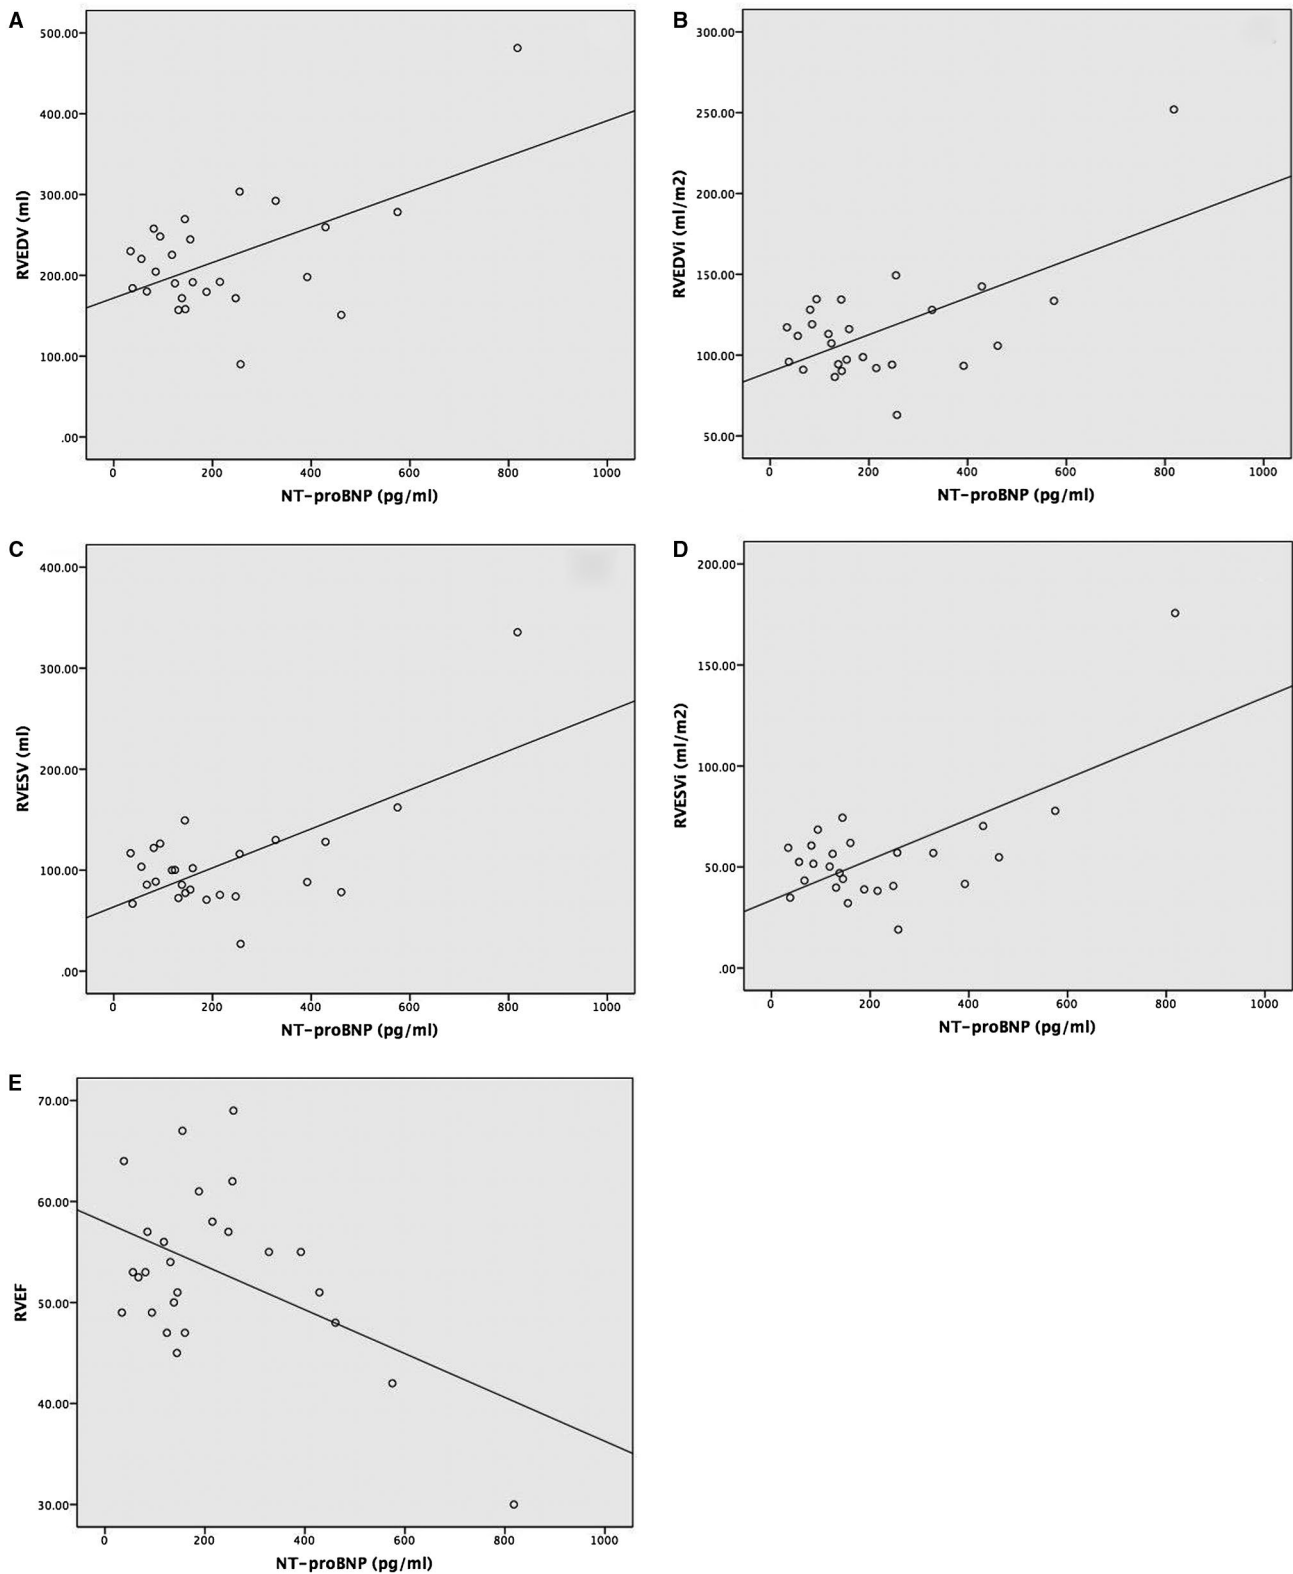 A
500.00
400.00
300.00
200.00
100.00
.00
RVEDV (ml)
0 200 400 600 800 1000
NT-proBNP (pg/ml)
B
300.00
250.00
200.00
150.00
100.00
50.00
RVEDVi (ml/m2)
0 200 400 600 800 1000
NT-proBNP (pg/ml)
C
400.00
300.00
200.00
100.00
.00
RVESV (ml)
0 200 400 600 800 1000
NT-proBNP (pg/ml)
D
200.00
150.00
100.00
50.00
.00
RVESVi (ml/m2)
0 200 400 600 800 1000
NT-proBNP (pg/ml)
E
70.00
60.00
50.00
40.00
30.00
RVEF
0 200 400 600 800 1000
NT-proBNP (pg/ml)